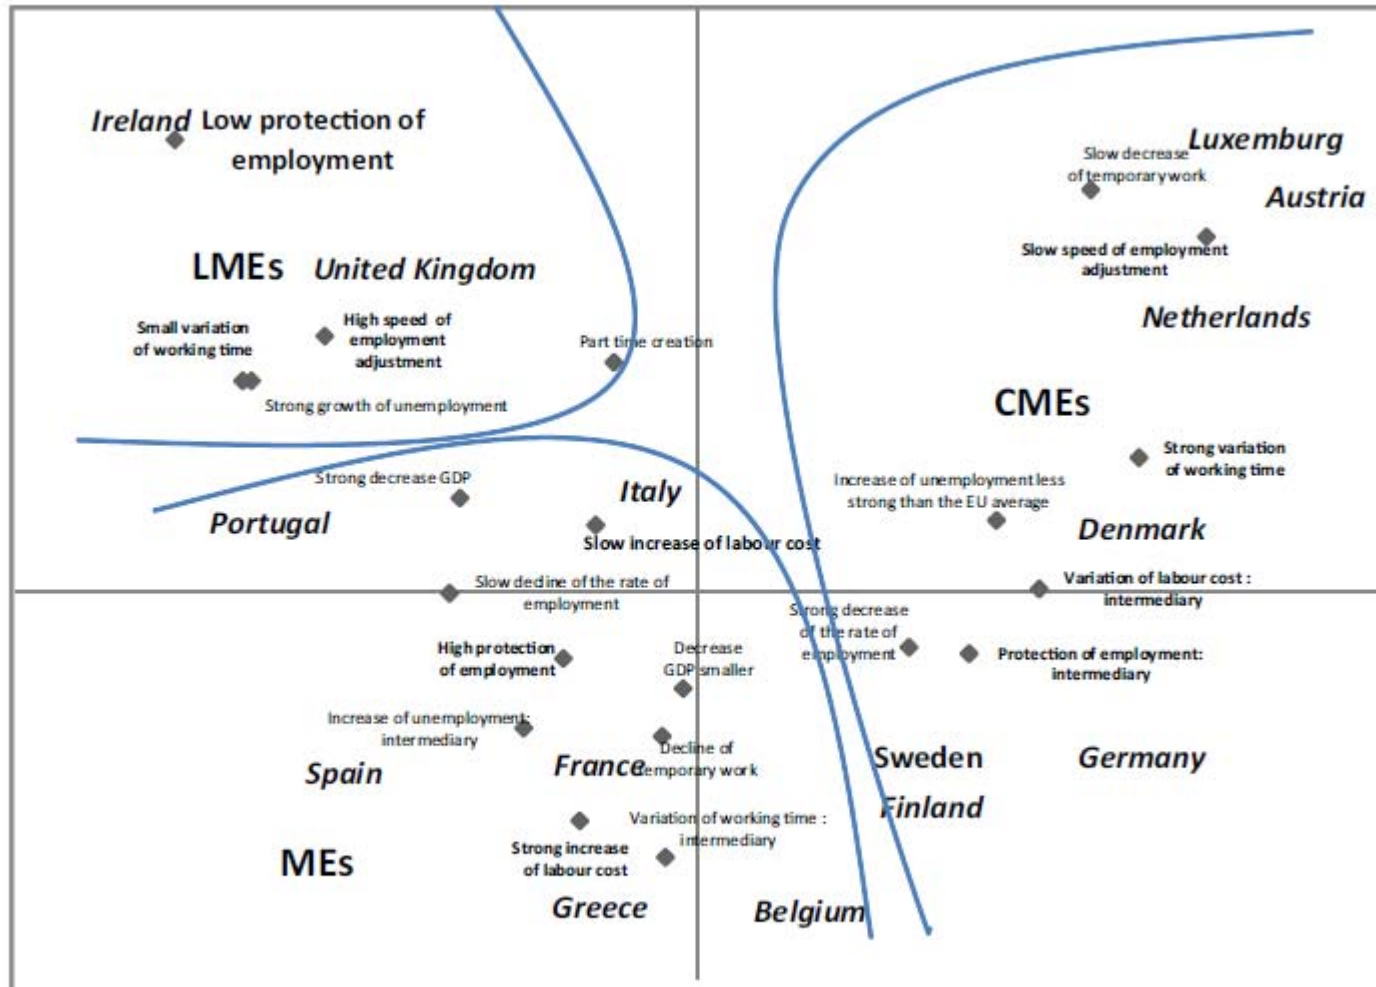 Ireland
Low protection of
employment
LMEs
United Kingdom
Small variation
of working time
High speed of
employment
adjustment
Strong growth of unemployment
Part time creation
Luxemburg
Slow decrease
of temporary work
Austria
Slow speed of employment
adjustment
Netherlands
CMEs
Strong variation
of working time
Increase of unemployment less
strong than the EU average
Denmark
Variation of labour cost :
intermediary
Strong decrease
of the rate of
employment
Protection of employment:
intermediary
Sweden
Finland
Germany
Strong decrease GDP
Portugal
Italy
Slow increase of labour cost
Slow decline of the rate of
employment
High protection
of employment
Decrease
GDP smaller
Increase of unemployment:
intermediary
Spain
France
Decline of
temporary work
Variation of working time :
intermediary
Strong increase
of labour cost
MEs
Greece
Belgium